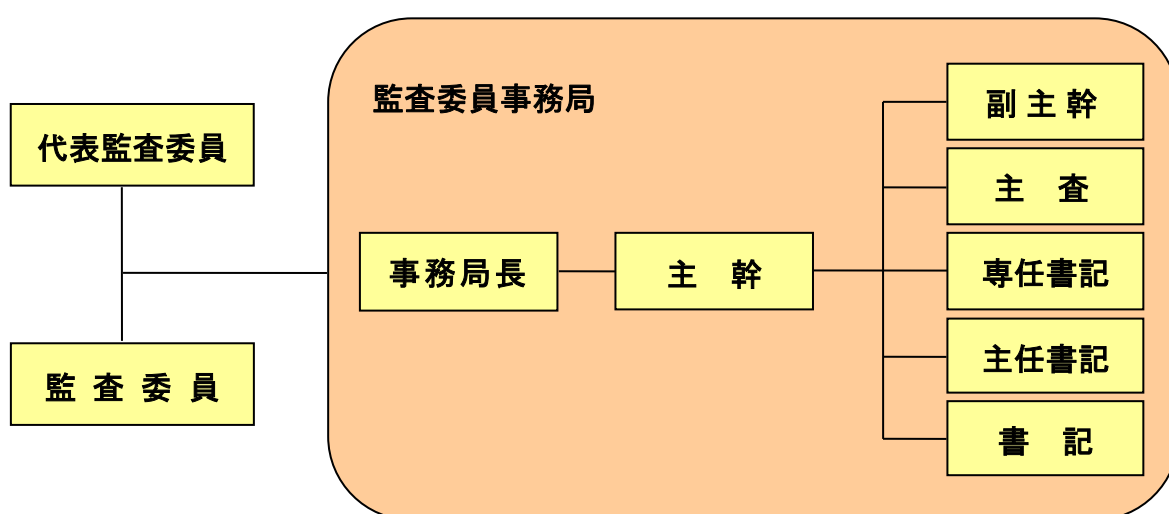 代表監査委員
監査委員
監査委員事務局
事務局長
主幹
副主幹
主査
専任書記
主任書記
書記